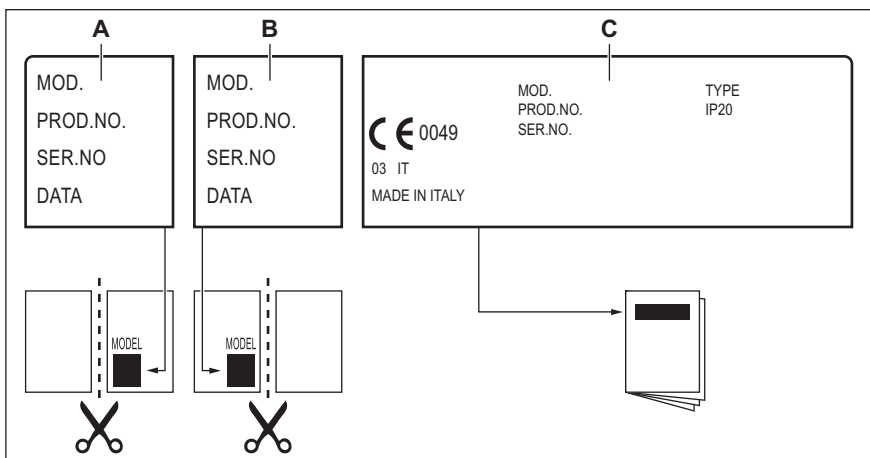 A
B
C
MOD.
PROD.NO.
SER.NO
DATA
MOD.
PROD.NO.
SER.NO
DATA
MOD.
PROD.NO.
SER.NO.
TYPE
IP20
CE 0049
03 IT
MADE IN ITALY
MODEL
MODEL